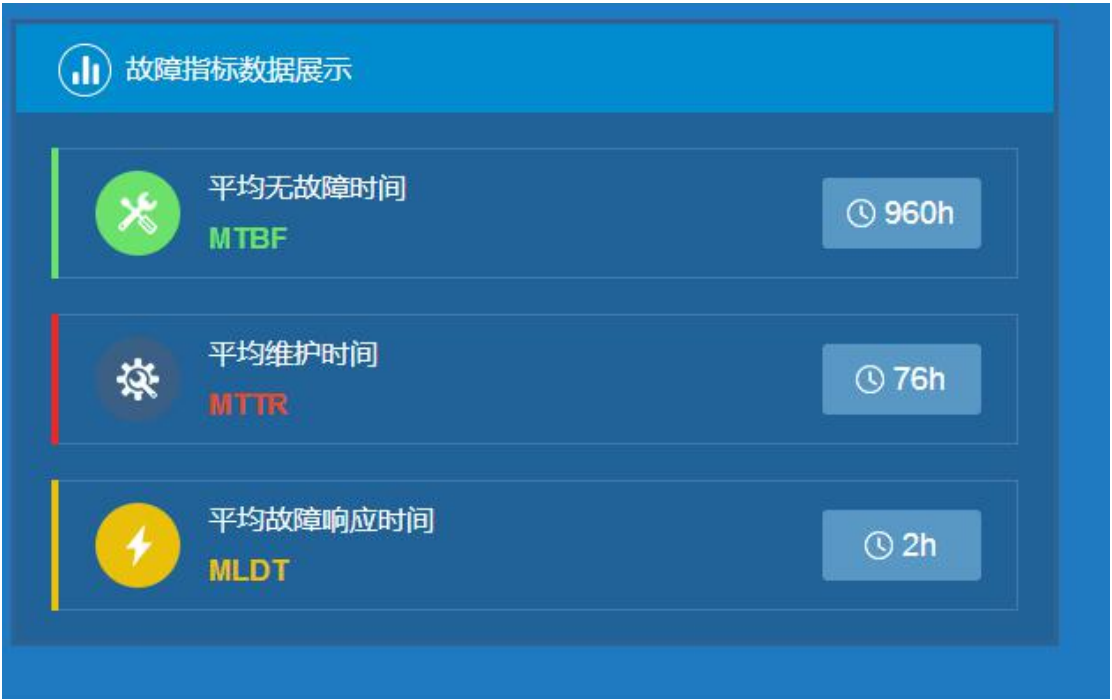 故障指标数据展示
平均无故障时间
MTBF
960h
平均维护时间
MTTR
76h
平均故障响应时间
MLDT
2h